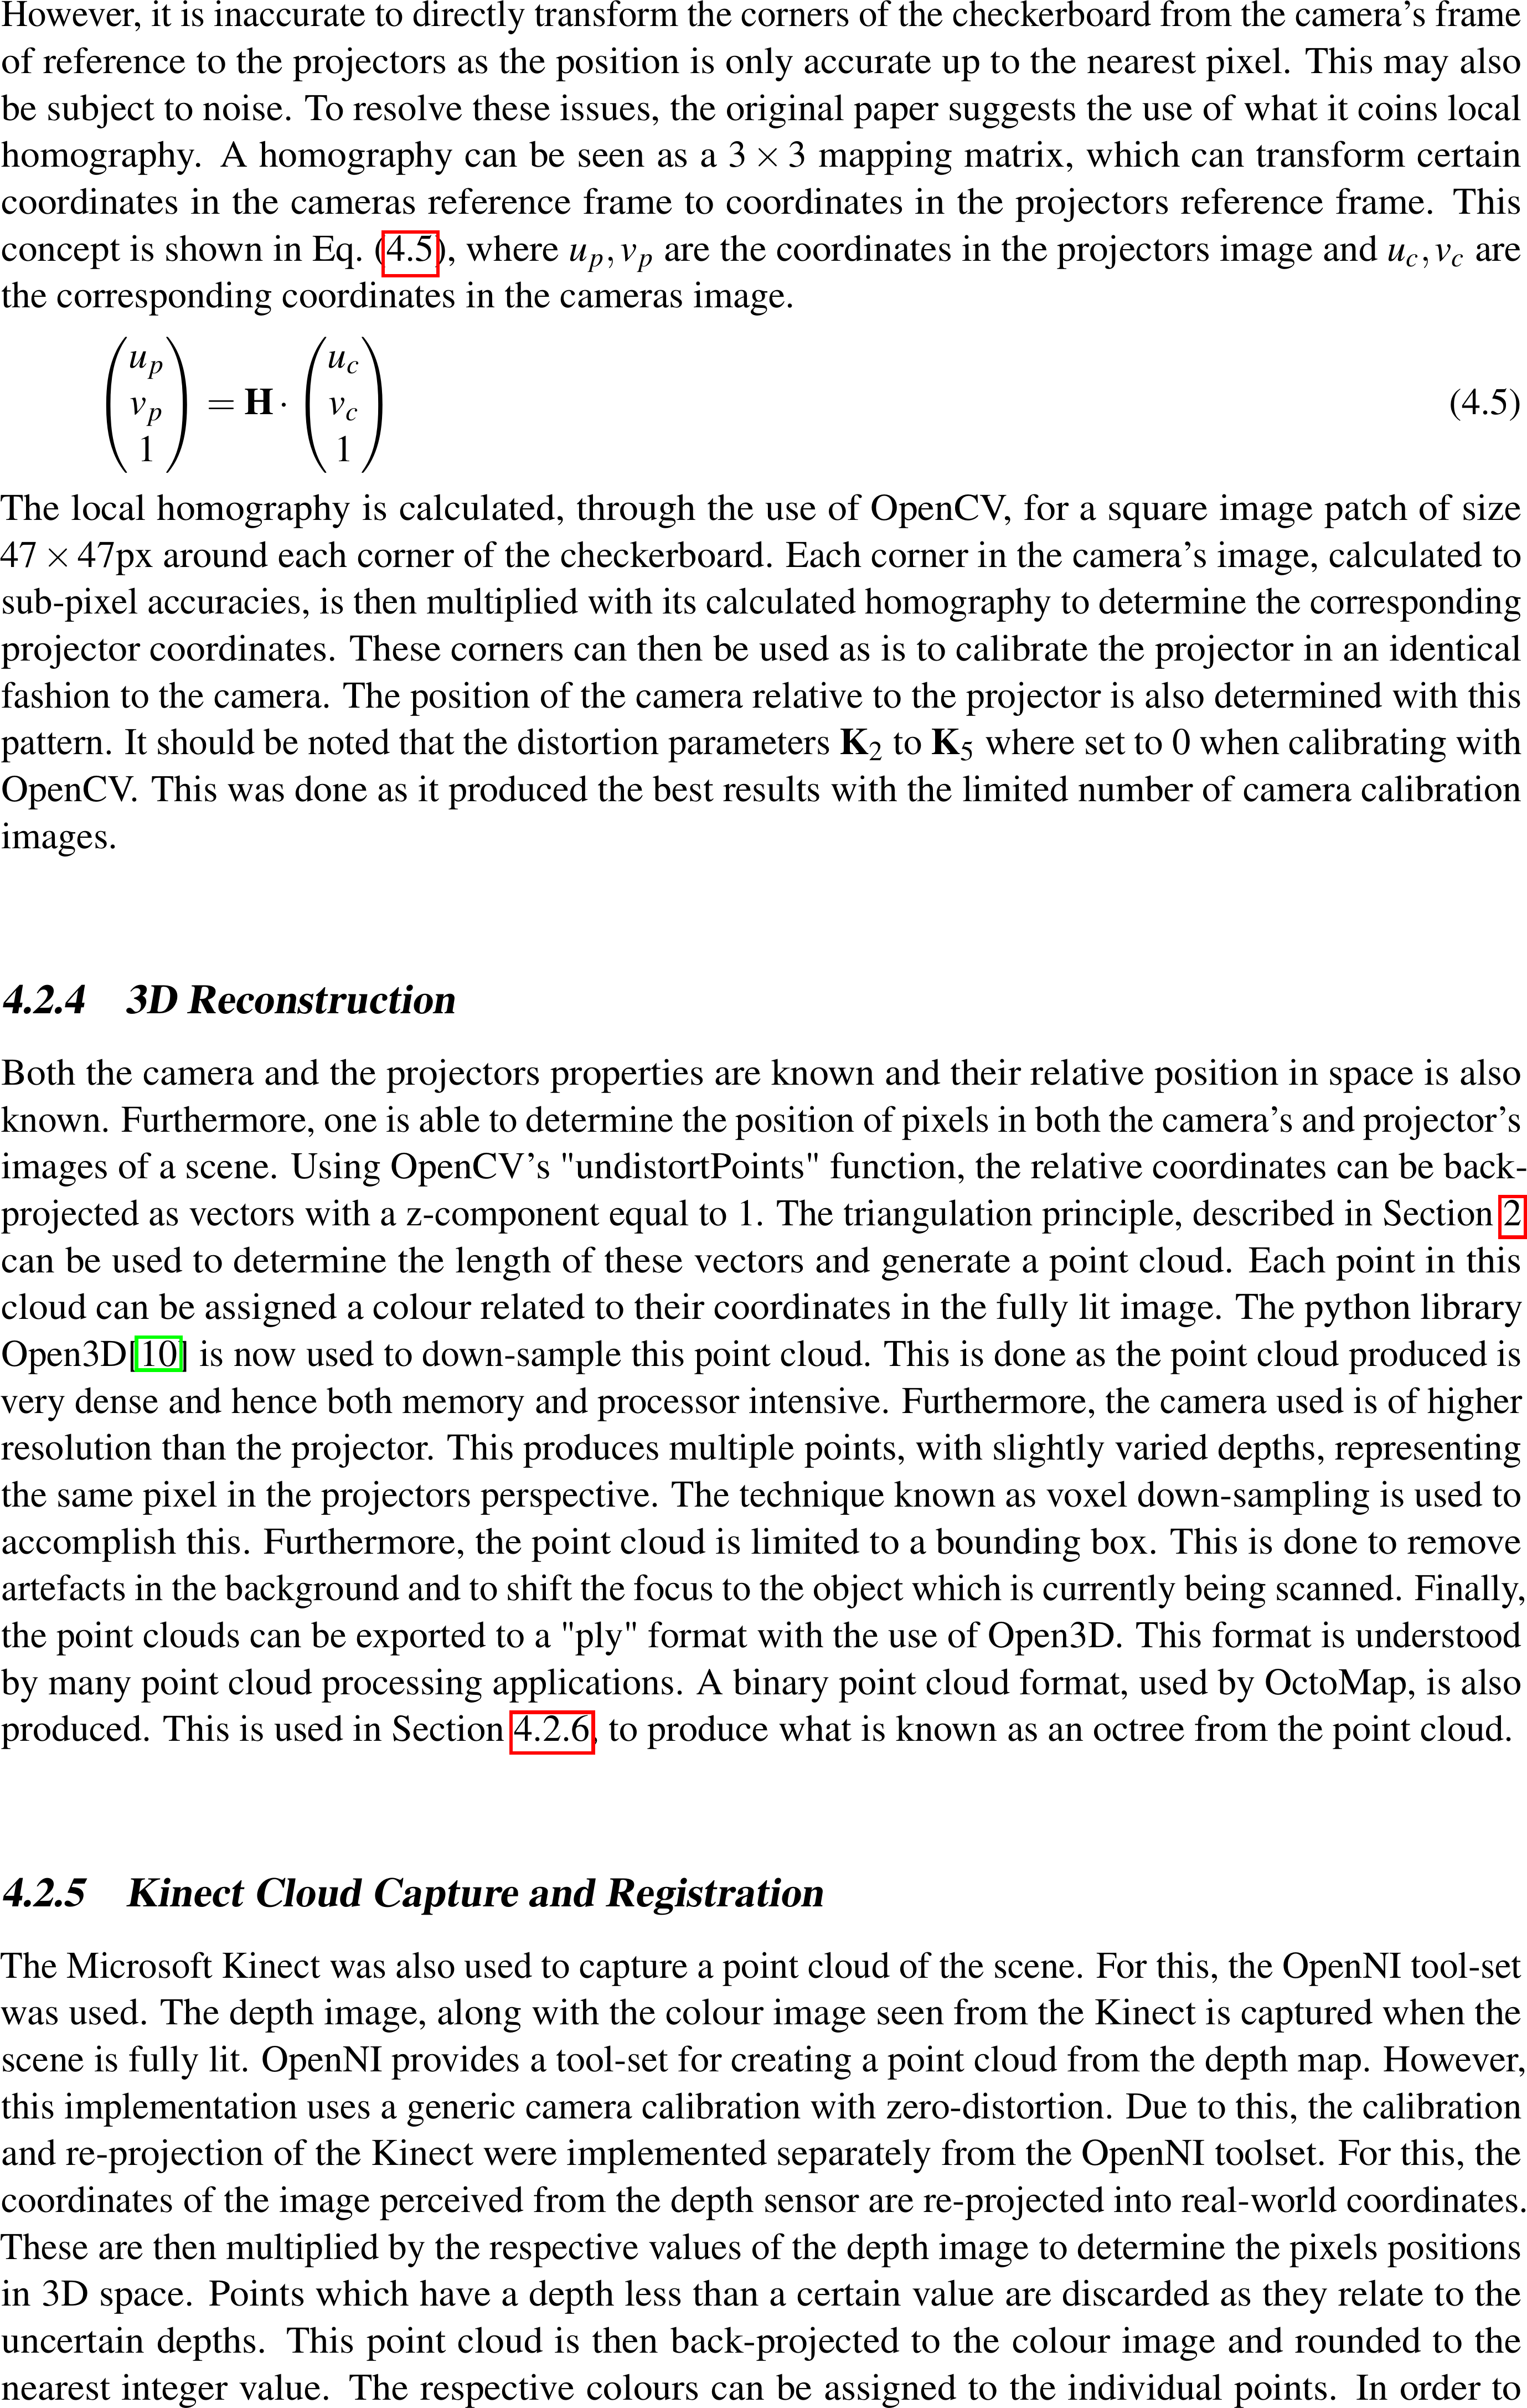 However, it is inaccurate to directly transform the corners of the checkerboard from the camera's frame
of reference to the projectors as the position is only accurate up to the nearest pixel. This may also
be subject to noise. To resolve these issues, the original paper suggests the use of what it coins local
homography. A homography can be seen as a 3 × 3 mapping matrix, which can transform certain
coordinates in the cameras reference frame to coordinates in the projectors reference frame. This
concept is shown in Eq. (4.5), where u_p, v_p are the coordinates in the projectors image and u_c, v_c are
the corresponding coordinates in the cameras image.
(u_p v_p 1) = H · (u_c v_c 1) (4.5)
The local homography is calculated, through the use of OpenCV, for a square image patch of size
47 × 47px around each corner of the checkerboard. Each corner in the camera's image, calculated to
sub-pixel accuracies, is then multiplied with its calculated homography to determine the corresponding
projector coordinates. These corners can then be used as is to calibrate the projector in an identical
fashion to the camera. The position of the camera relative to the projector is also determined with this
pattern. It should be noted that the distortion parameters K₂ to K₅ where set to 0 when calibrating with
OpenCV. This was done as it produced the best results with the limited number of camera calibration
images.
4.2.4 3D Reconstruction
Both the camera and the projectors properties are known and their relative position in space is also
known. Furthermore, one is able to determine the position of pixels in both the camera's and projector's
images of a scene. Using OpenCV's "undistortPoints" function, the relative coordinates can be back-
projected as vectors with a z-component equal to 1. The triangulation principle, described in Section 2
can be used to determine the length of these vectors and generate a point cloud. Each point in this
cloud can be assigned a colour related to their coordinates in the fully lit image. The python library
Open3D[10] is now used to down-sample this point cloud. This is done as the point cloud produced is
very dense and hence both memory and processor intensive. Furthermore, the camera used is of higher
resolution than the projector. This produces multiple points, with slightly varied depths, representing
the same pixel in the projectors perspective. The technique known as voxel down-sampling is used to
accomplish this. Furthermore, the point cloud is limited to a bounding box. This is done to remove
artefacts in the background and to shift the focus to the object which is currently being scanned. Finally,
the point clouds can be exported to a "ply" format with the use of Open3D. This format is understood
by many point cloud processing applications. A binary point cloud format, used by OctoMap, is also
produced. This is used in Section 4.2.6, to produce what is known as an octree from the point cloud.
4.2.5 Kinect Cloud Capture and Registration
The Microsoft Kinect was also used to capture a point cloud of the scene. For this, the OpenNI tool-set
was used. The depth image, along with the colour image seen from the Kinect is captured when the
scene is fully lit. OpenNI provides a tool-set for creating a point cloud from the depth map. However,
this implementation uses a generic camera calibration with zero-distortion. Due to this, the calibration
and re-projection of the Kinect were implemented separately from the OpenNI toolset. For this, the
coordinates of the image perceived from the depth sensor are re-projected into real-world coordinates.
These are then multiplied by the respective values of the depth image to determine the pixels positions
in 3D space. Points which have a depth less than a certain value are discarded as they relate to the
uncertain depths. This point cloud is then back-projected to the colour image and rounded to the
nearest integer value. The respective colours can be assigned to the individual points. In order to